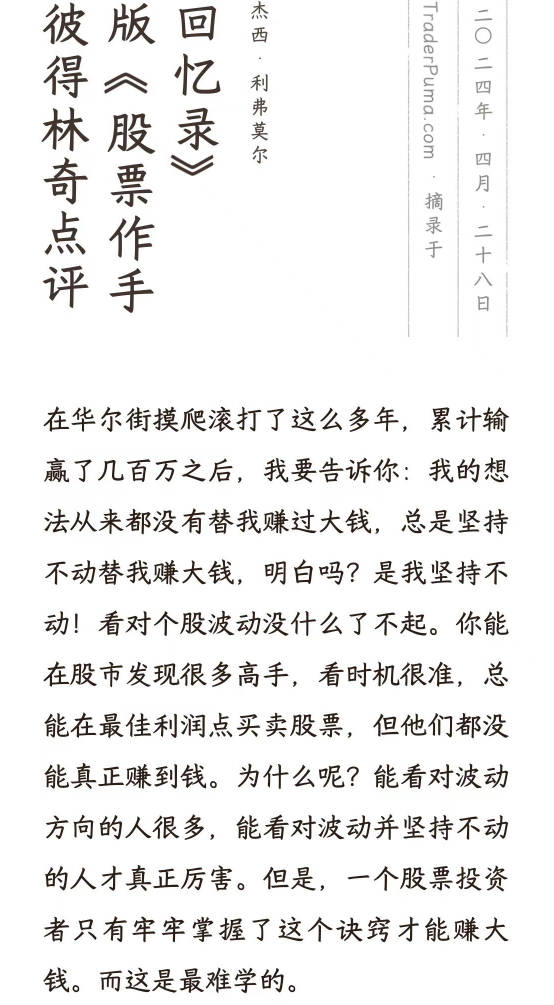 彼得林奇点评
版《股票作手
回忆录》
杰西·利弗莫尔
TraderPuma.com · 摘录于
二〇二四年·四月·二十八日
在华尔街摸爬滚打了这么多年，累计输
赢了几百万之后，我要告诉你：我的想
法从来都没有替我赚过大钱，总是坚持
不动替我赚大钱，明白吗？是我坚持不
动！看对个股波动没什么了不起。你能
在股市发现很多高手，看时机很准，总
能在最佳利润点买卖股票，但他们都没
能真正赚到钱。为什么呢？能看对波动
方向的人很多，能看对波动并坚持不动
的人才真正厉害。但是，一个股票投资
者只有牢牢掌握了这个诀窍才能赚大
钱。而这是最难学的。